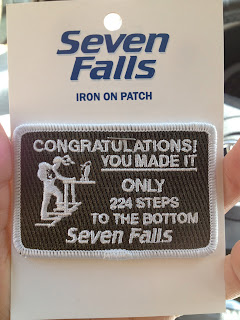 Seven
Falls
IRON ON PATCH
CONGRATULATIONS!
YOU MADE IT
ONLY
224 STEPS
TO THE BOTTOM
Seven Falls